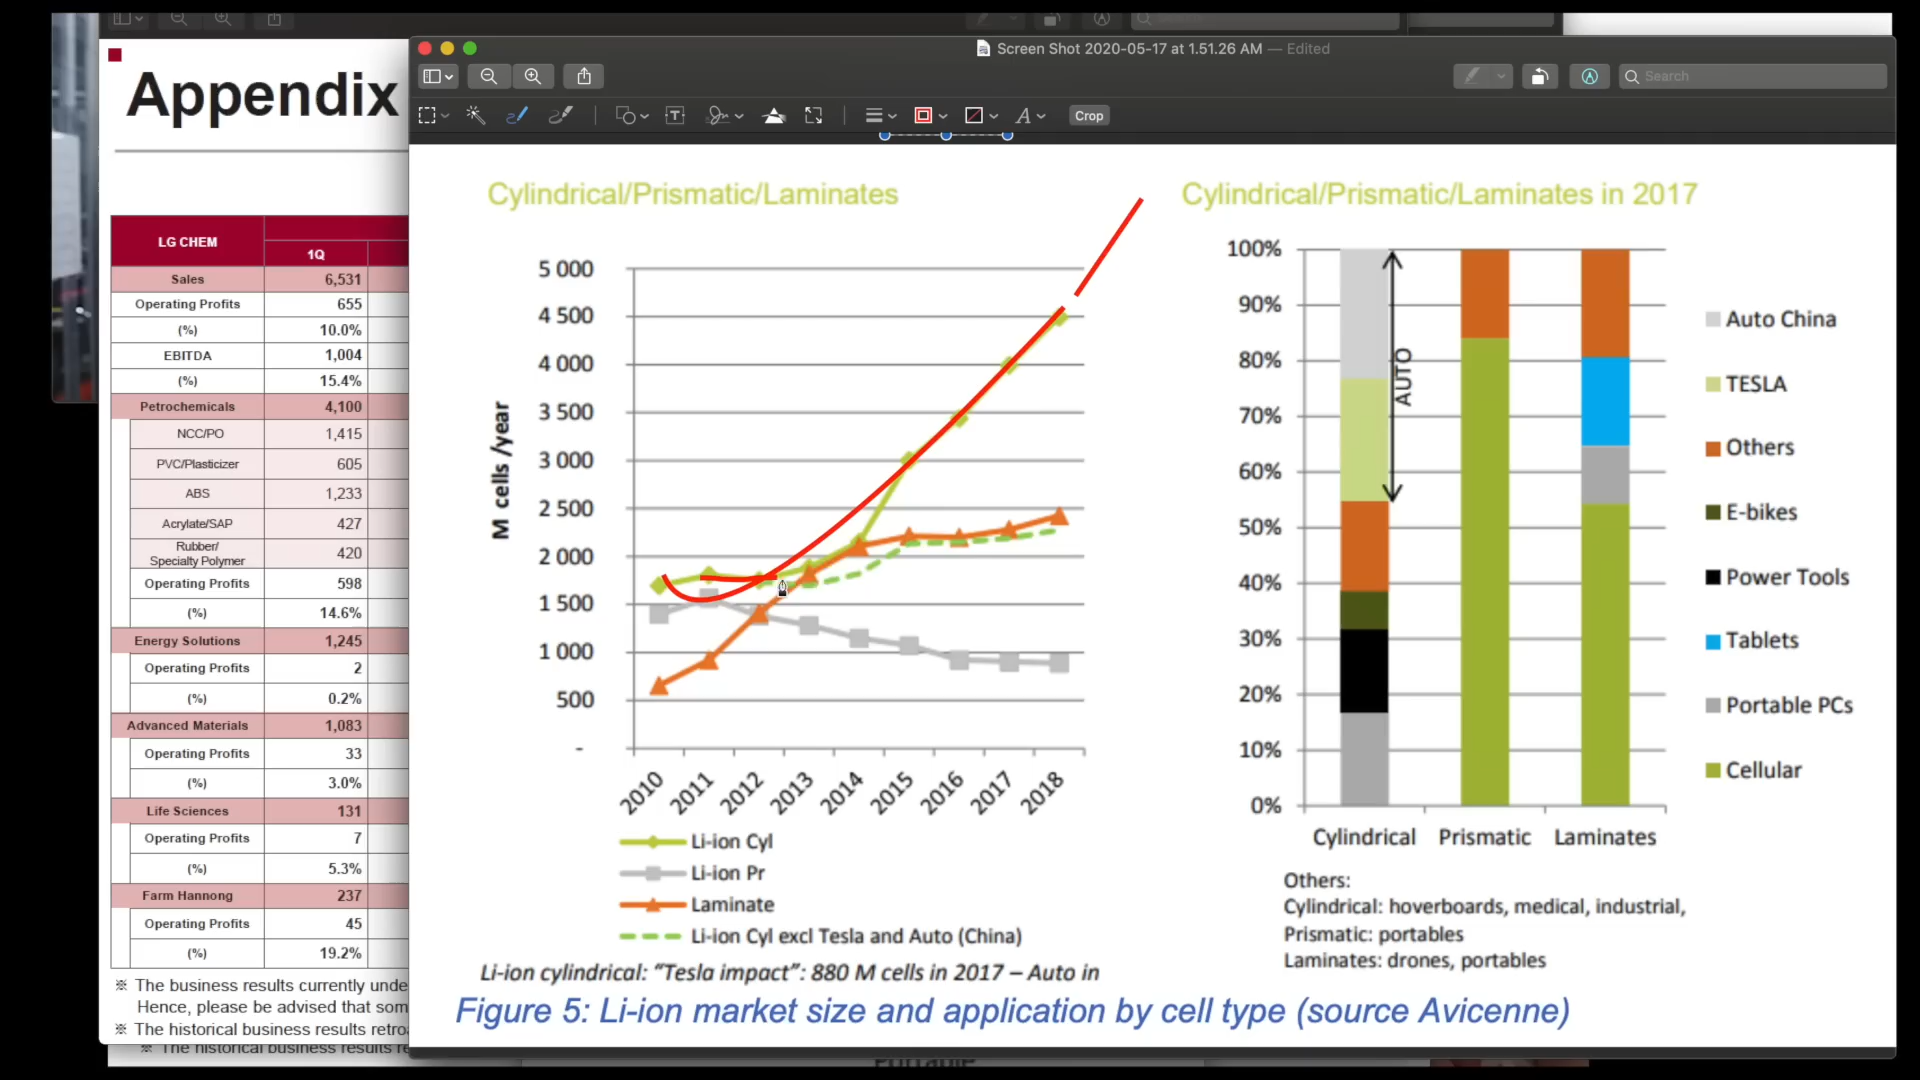 Screen Shot 2020-05-17 at 1.51.26 AM — Edited
Search
Crop
Appendix
LG CHEM
1Q
Sales 6,531
Operating Profits 655
(%) 10.0%
EBITDA 1,004
(%) 15.4%
Petrochemicals 4,100
NCC/PO 1,415
PVC/Plasticizer 605
ABS 1,233
Acrylate/SAP 427
Rubber/
Specialty Polymer 420
Operating Profits 598
(%) 14.6%
Energy Solutions 1,245
Operating Profits 2
(%) 0.2%
Advanced Materials 1,083
Operating Profits 33
(%) 3.0%
Life Sciences 131
Operating Profits 7
(%) 5.3%
Farm Hannong 237
Operating Profits 45
(%) 19.2%
※ The business results currently unde
Hence, please be advised that som
※ The historical business results retro
※ The historical business results re
Cylindrical/Prismatic/Laminates
M cells /year
5 000
4 500
4 000
3 500
3 000
2 500
2 000
1 500
1 000
500
-
2010 2011 2012 2013 2014 2015 2016 2017 2018
Li-ion Cyl
Li-ion Pr
Laminate
Li-ion Cyl excl Tesla and Auto (China)
Li-ion cylindrical: “Tesla impact”: 880 M cells in 2017 – Auto in
Cylindrical/Prismatic/Laminates in 2017
100%
90%
80%
70%
60%
50%
40%
30%
20%
10%
0%
AUTO
Cylindrical Prismatic Laminates
Auto China
TESLA
Others
E-bikes
Power Tools
Tablets
Portable PCs
Cellular
Others:
Cylindrical: hoverboards, medical, industrial,
Prismatic: portables
Laminates: drones, portables
Figure 5: Li-ion market size and application by cell type (source Avicenne)